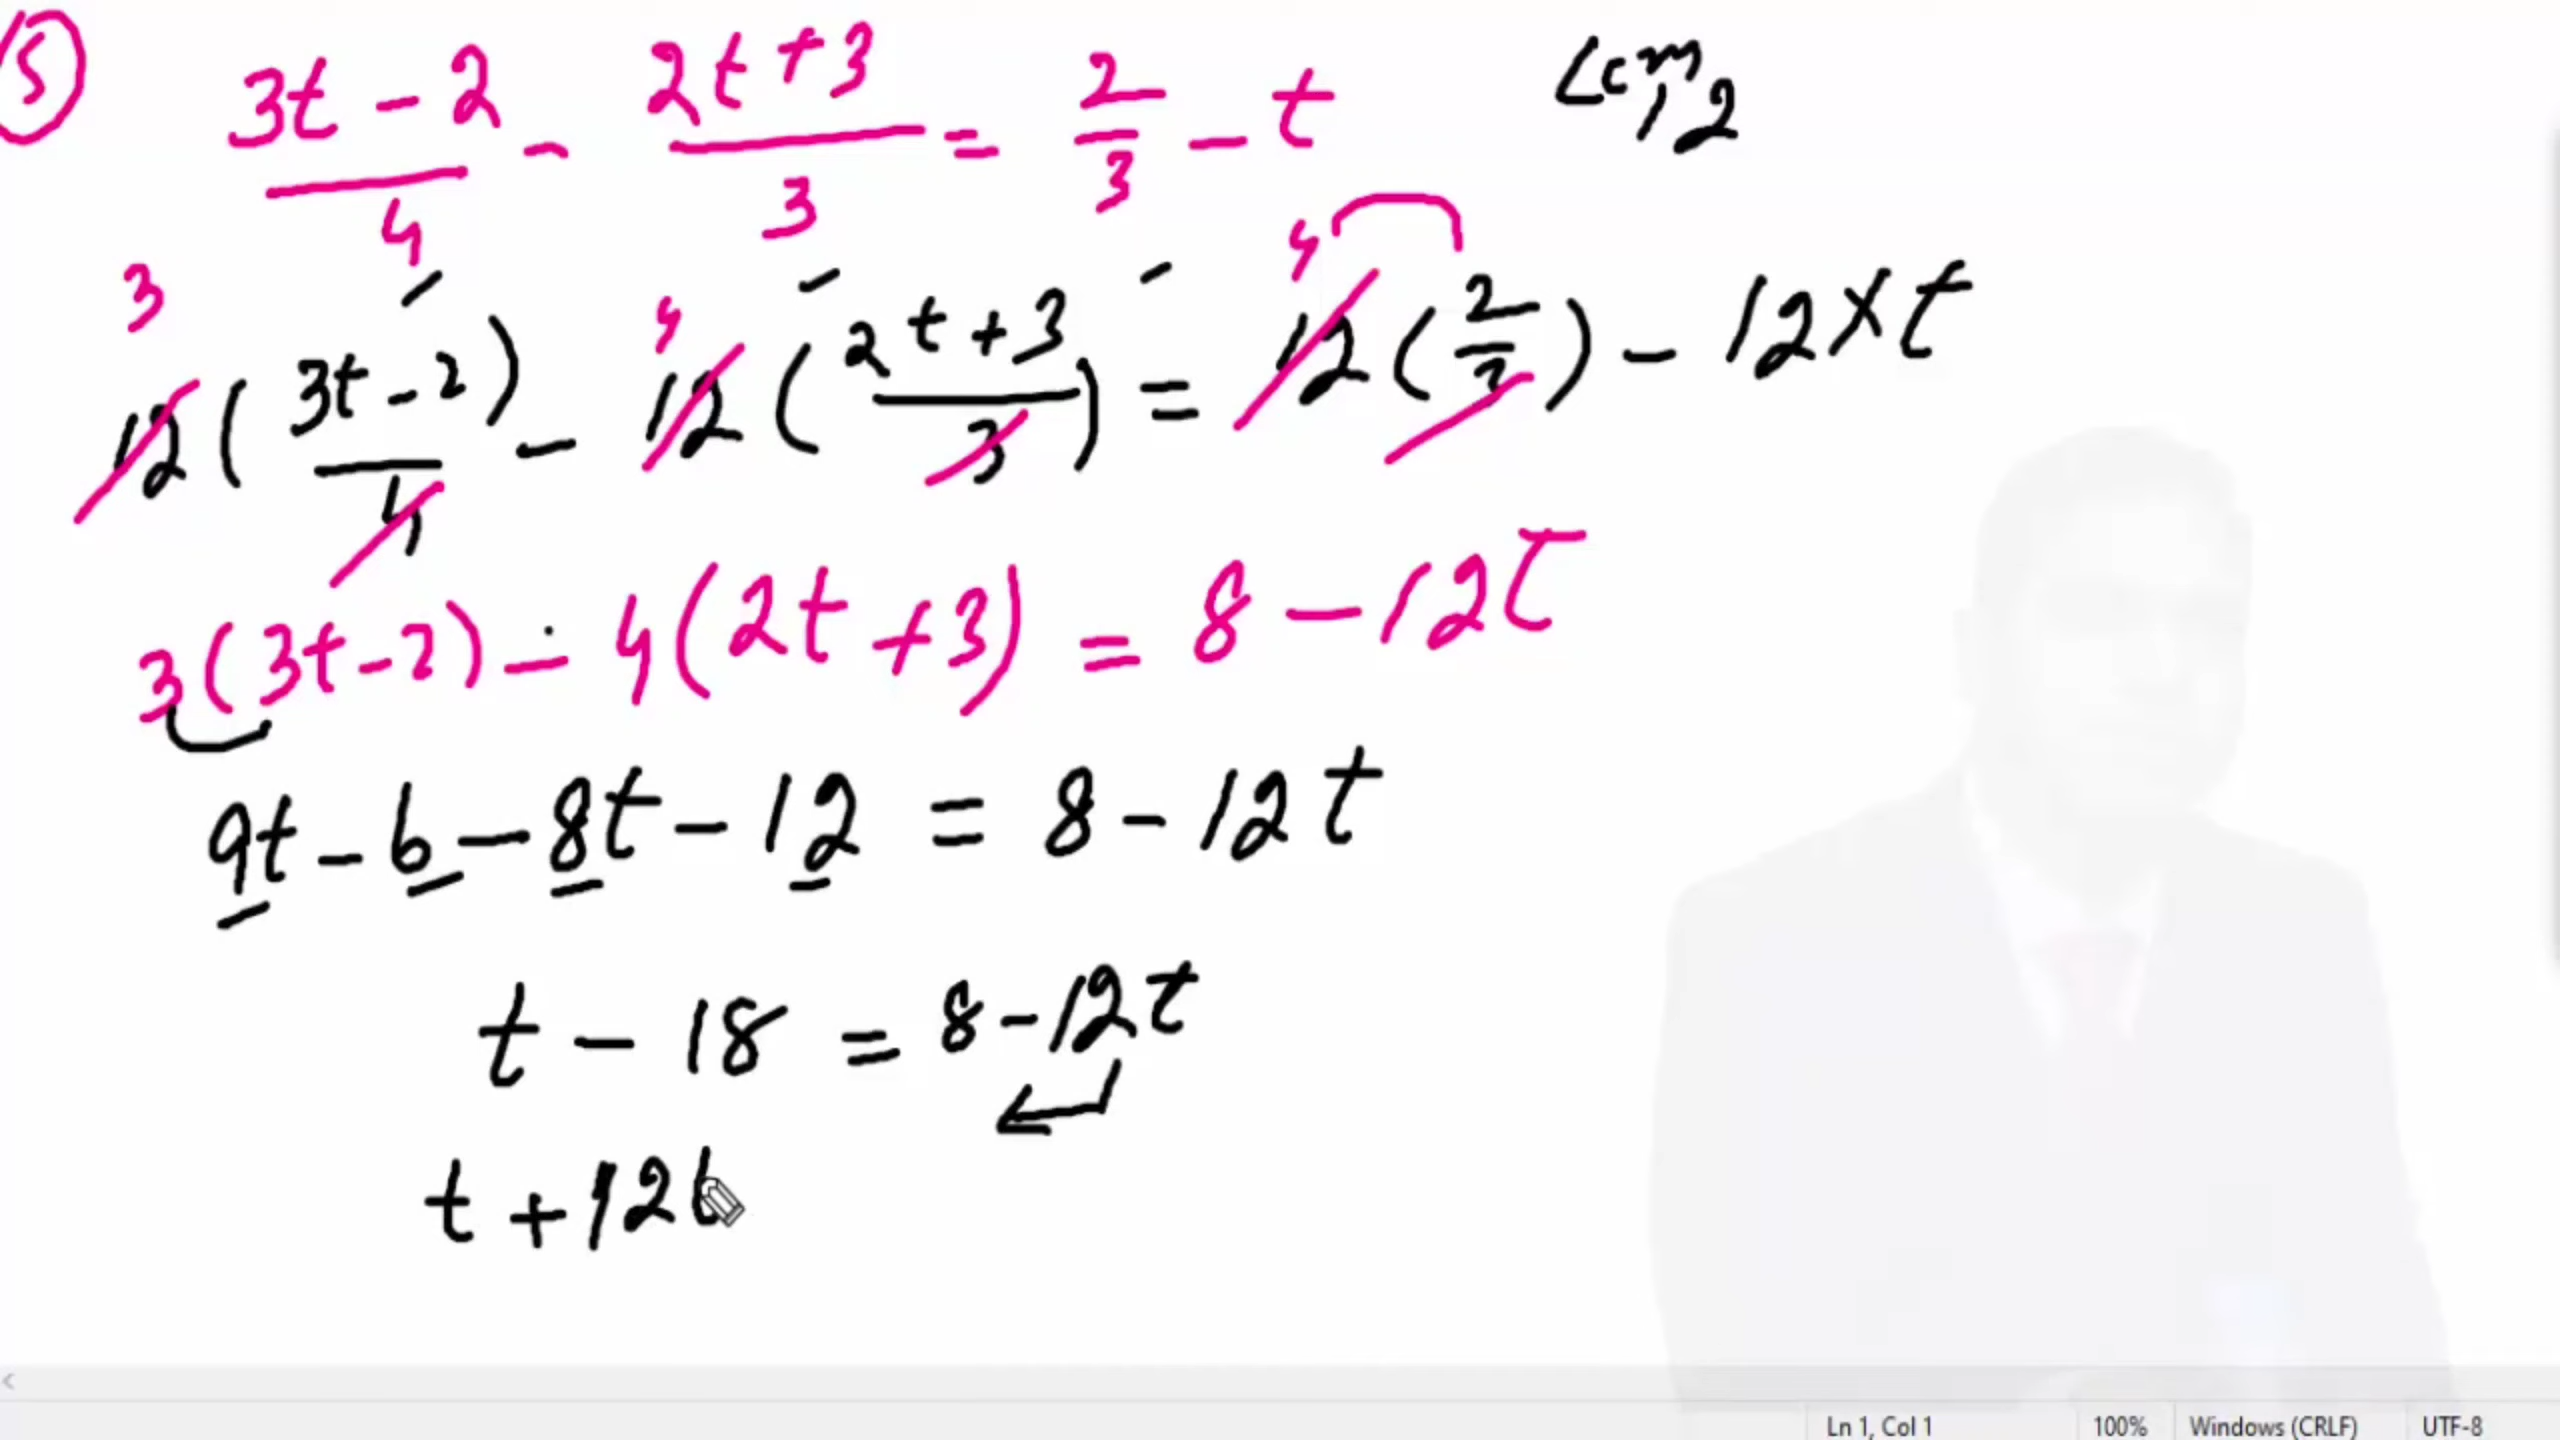 5
(3t - 2)/4 - (2t + 3)/3 = 2/3 - t
LCM 12
3 4 4
12((3t - 2)/4) - 12((2t + 3)/3) = 12(2/3) - 12 × t
3(3t - 2) - 4(2t + 3) = 8 - 12t
9t - 6 - 8t - 12 = 8 - 12t
t - 18 = 8 - 12t
t + 12t
Ln 1, Col 1 100% Windows (CRLF) UTF-8